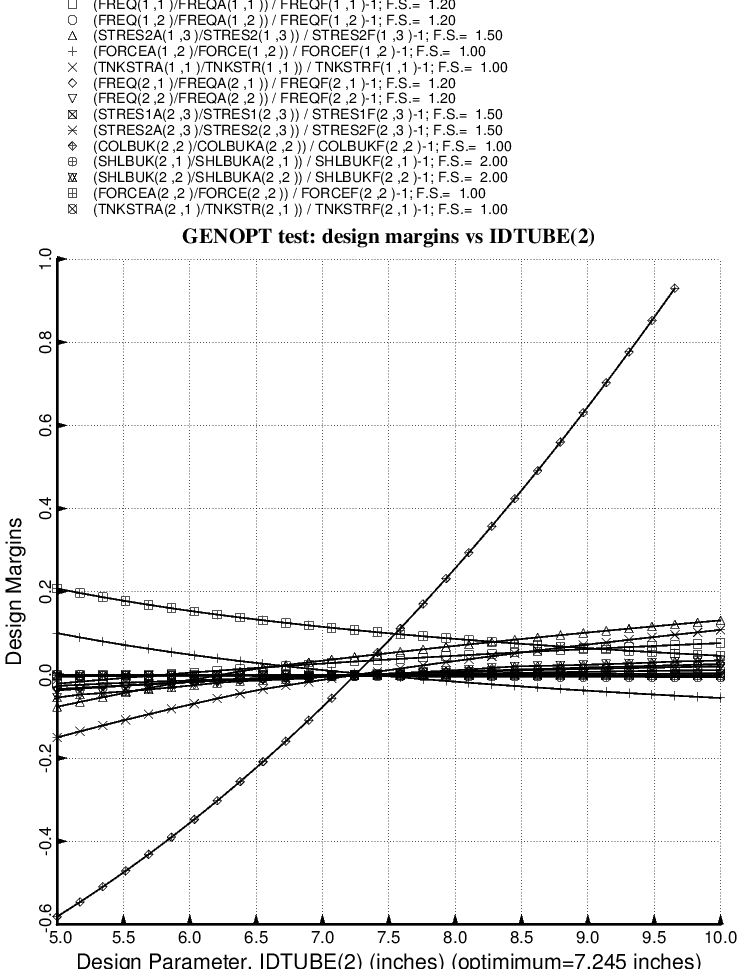 (FREQ(1 ,1 )/FREQA(1 ,1 )) / FREQF(1 ,1 )-1; F.S.= 1.20
(FREQ(1 ,2 )/FREQA(1 ,2 )) / FREQF(1 ,2 )-1; F.S.= 1.20
(STRES2A(1 ,3 )/STRES2(1 ,3 )) / STRES2F(1 ,3 )-1; F.S.= 1.50
(FORCEA(1 ,2 )/FORCE(1 ,2 )) / FORCEF(1 ,2 )-1; F.S.= 1.00
(TNKSTRA(1 ,1 )/TNKSTR(1 ,1 )) / TNKSTRF(1 ,1 )-1; F.S.= 1.00
(FREQ(2 ,1 )/FREQA(2 ,1 )) / FREQF(2 ,1 )-1; F.S.= 1.20
(FREQ(2 ,2 )/FREQA(2 ,2 )) / FREQF(2 ,2 )-1; F.S.= 1.20
(STRES1A(2 ,3 )/STRES1(2 ,3 )) / STRES1F(2 ,3 )-1; F.S.= 1.50
(STRES2A(2 ,3 )/STRES2(2 ,3 )) / STRES2F(2 ,3 )-1; F.S.= 1.50
(COLBUK(2 ,2 )/COLBUKA(2 ,2 )) / COLBUKF(2 ,2 )-1; F.S.= 1.00
(SHLBUK(2 ,1 )/SHLBUKA(2 ,1 )) / SHLBUKF(2 ,1 )-1; F.S.= 2.00
(SHLBUK(2 ,2 )/SHLBUKA(2 ,2 )) / SHLBUKF(2 ,2 )-1; F.S.= 2.00
(FORCEA(2 ,2 )/FORCE(2 ,2 )) / FORCEF(2 ,2 )-1; F.S.= 1.00
(TNKSTRA(2 ,1 )/TNKSTR(2 ,1 )) / TNKSTRF(2 ,1 )-1; F.S.= 1.00
GENOPT test: design margins vs IDTUBE(2)
1.0
0.8
0.6
0.4
0.2
0.0
-0.2
-0.4
-0.6
Design Margins
5.0 5.5 6.0 6.5 7.0 7.5 8.0 8.5 9.0 9.5 10.0
Design Parameter, IDTUBE(2) (inches) (optimimum=7.245 inches)